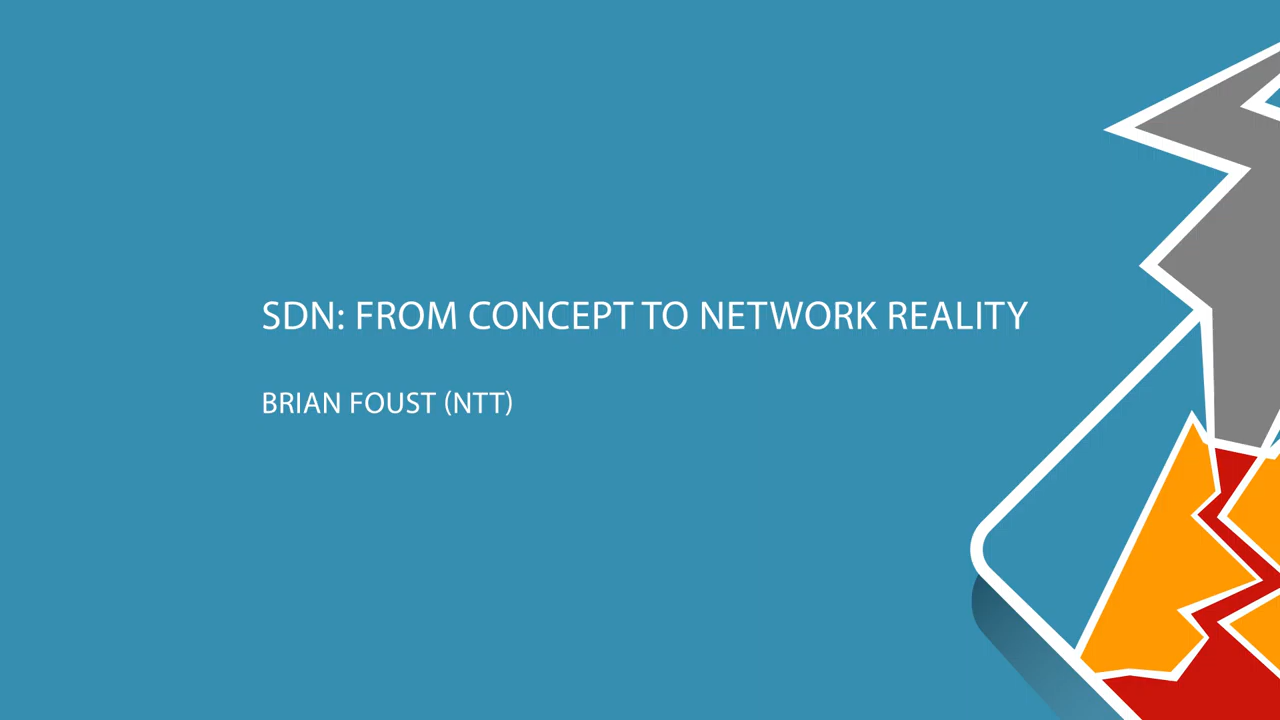 SDN: FROM CONCEPT TO NETWORK REALITY
BRIAN FOUST (NTT)